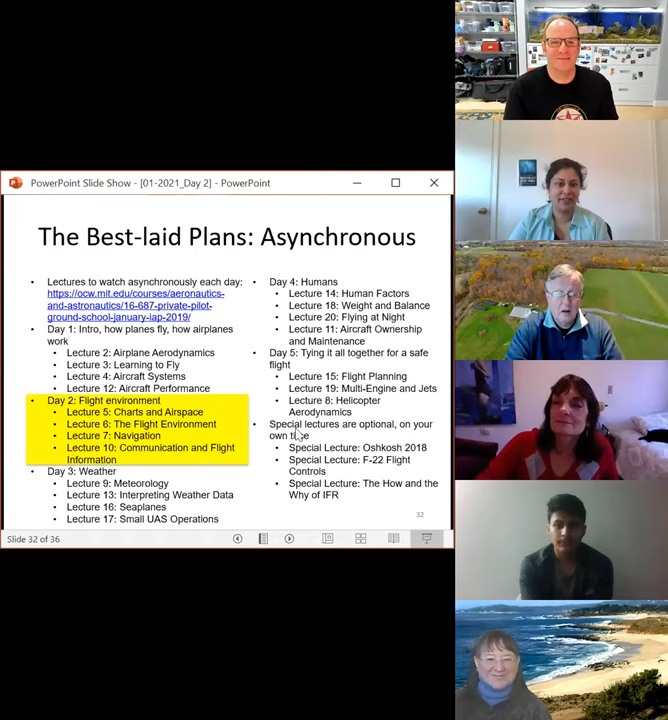 PowerPoint Slide Show - [01-2021_Day 2] - PowerPoint
The Best-laid Plans: Asynchronous
• Lectures to watch asynchronously each day:
https://ocw.mit.edu/courses/aeronautics-
and-astronautics/16-687-private-pilot-
ground-school-january-iap-2019/
• Day 1: Intro, how planes fly, how airplanes
work
• Lecture 2: Airplane Aerodynamics
• Lecture 3: Learning to Fly
• Lecture 4: Aircraft Systems
• Lecture 12: Aircraft Performance
• Day 2: Flight environment
• Lecture 5: Charts and Airspace
• Lecture 6: The Flight Environment
• Lecture 7: Navigation
• Lecture 10: Communication and Flight
Information
• Day 3: Weather
• Lecture 9: Meteorology
• Lecture 13: Interpreting Weather Data
• Lecture 16: Seaplanes
• Lecture 17: Small UAS Operations
• Day 4: Humans
• Lecture 14: Human Factors
• Lecture 18: Weight and Balance
• Lecture 20: Flying at Night
• Lecture 11: Aircraft Ownership
and Maintenance
• Day 5: Tying it all together for a safe
flight
• Lecture 15: Flight Planning
• Lecture 19: Multi-Engine and Jets
• Lecture 8: Helicopter
Aerodynamics
• Special lectures are optional, on your
own time
• Special Lecture: Oshkosh 2018
• Special Lecture: F-22 Flight
Controls
• Special Lecture: The How and the
Why of IFR
32
Slide 32 of 36